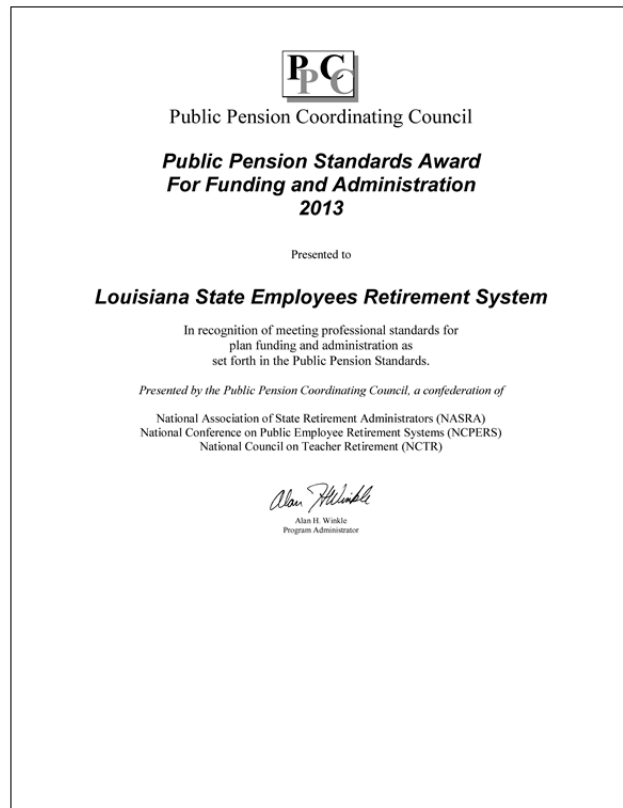 PPCC
Public Pension Coordinating Council
Public Pension Standards Award
For Funding and Administration
2013
Presented to
Louisiana State Employees Retirement System
In recognition of meeting professional standards for
plan funding and administration as
set forth in the Public Pension Standards.
Presented by the Public Pension Coordinating Council, a confederation of
National Association of State Retirement Administrators (NASRA)
National Conference on Public Employee Retirement Systems (NCPERS)
National Council on Teacher Retirement (NCTR)
Alan H Winkle
Alan H. Winkle
Program Administrator